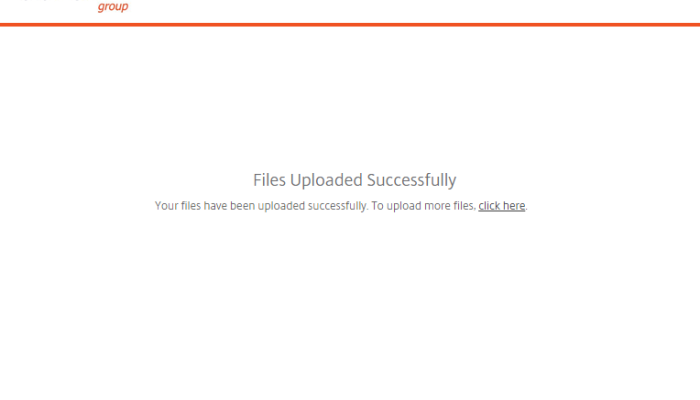 group
Files Uploaded Successfully
Your files have been uploaded successfully. To upload more files, click here.